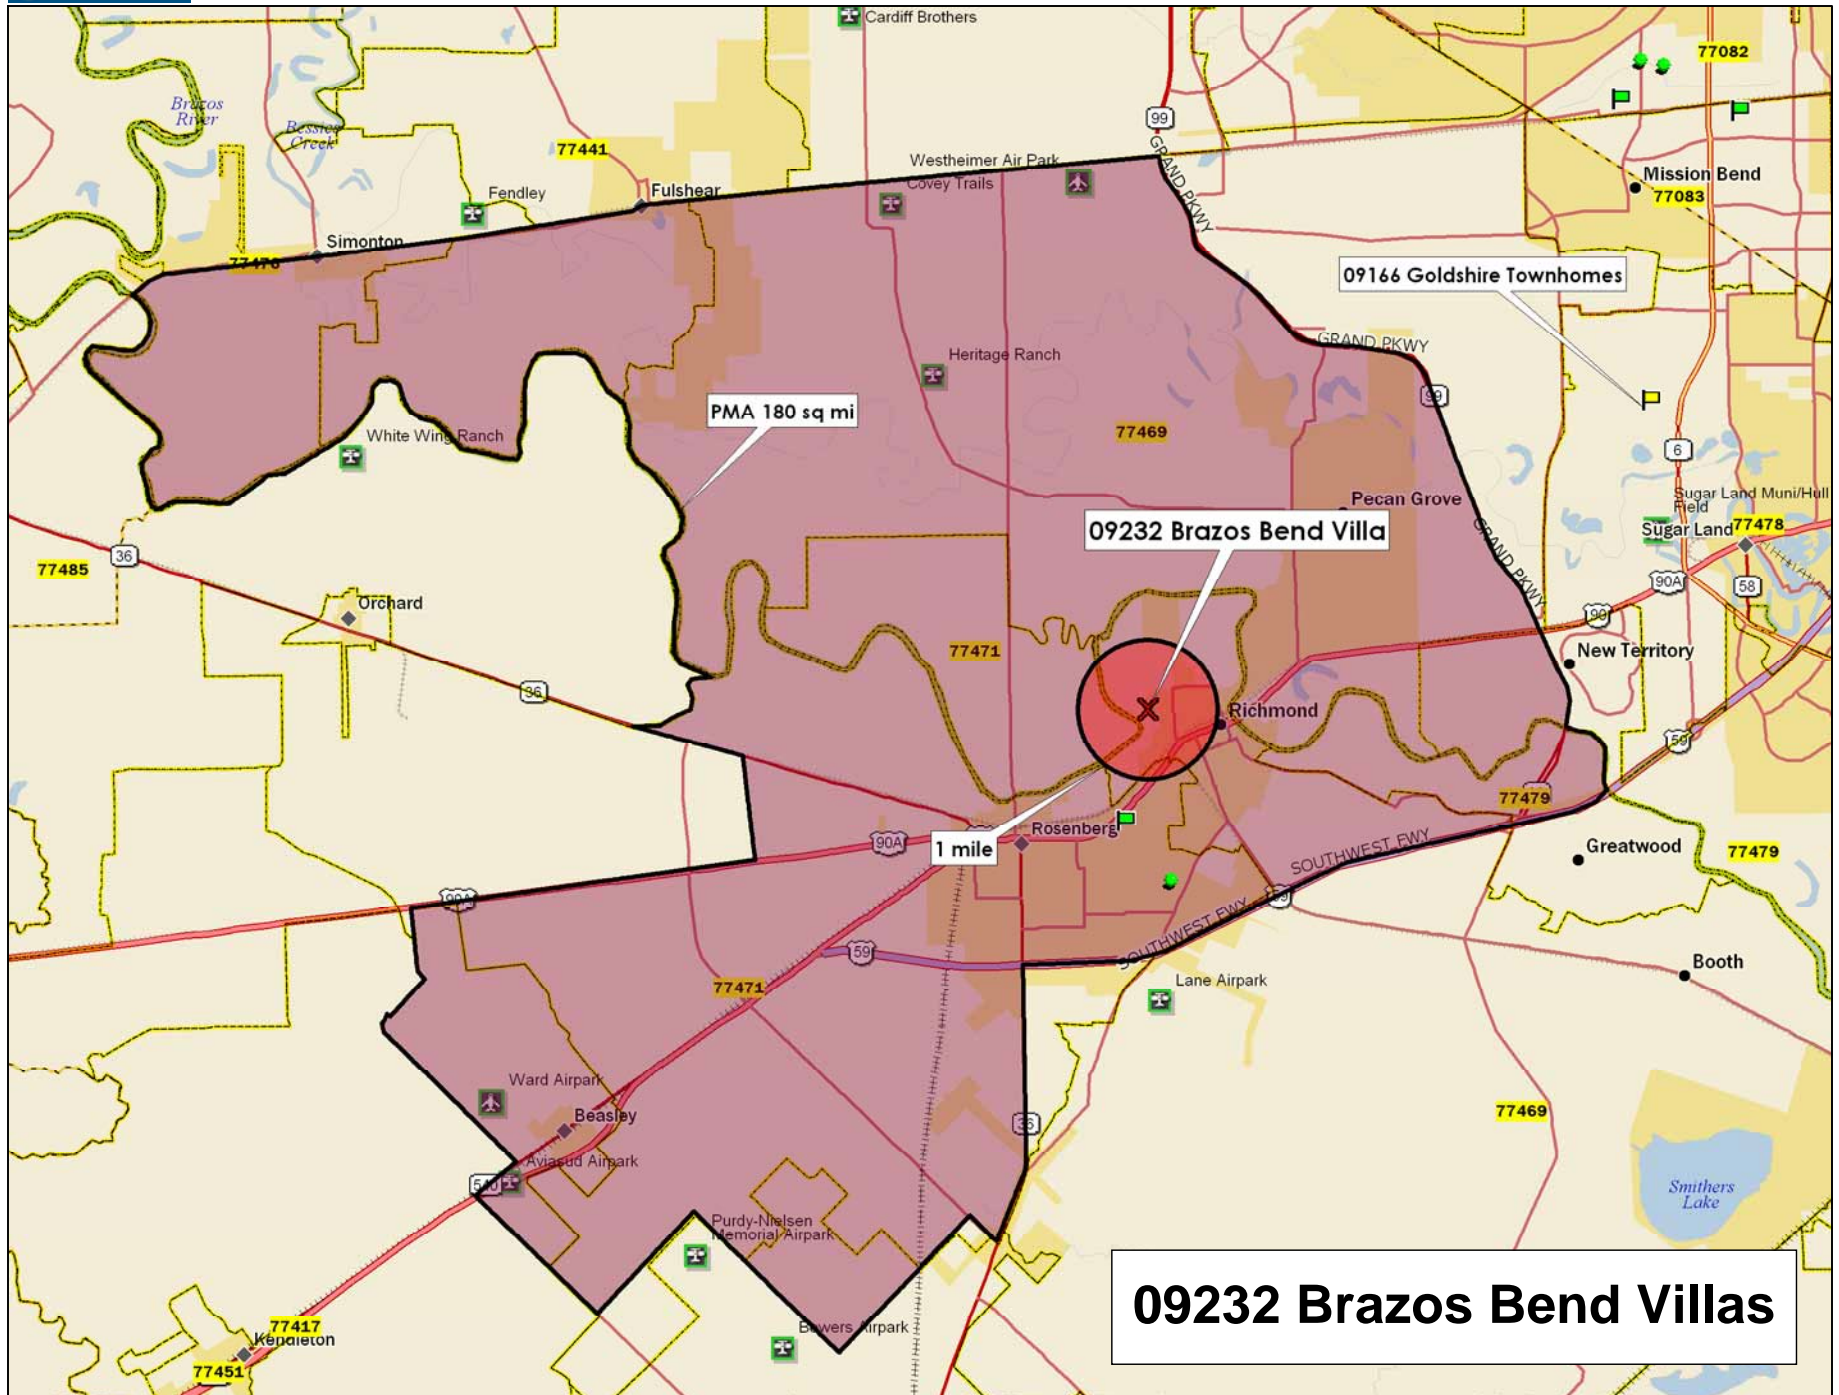 Cardiff Brothers
77082
Brazos
River
Bessies
Creek
99
77441
GRAND PKWY
Westheimer Air Park
Covey Trails
Mission Bend
77083
Fendley
Fulshear
Simonton
77476
09166 Goldshire Townhomes
GRAND PKWY
Heritage Ranch
99
PMA 180 sq mi
77469
White Wing Ranch
6
Pecan Grove
Sugar Land Muni/Hull
Field
77478
Sugar Land
09232 Brazos Bend Villa
GRAND PKWY
36
77485
90A
58
Orchard
90
77471
New Territory
36
Richmond
59
77479
Rosenberg
90A
1 mile
SOUTHWEST FWY
Greatwood
77479
90A
59
SOUTHWEST FWY
59
Booth
77471
Lane Airpark
Ward Airpark
Beasley
36
77469
Aviasud Airpark
540
Smithers
Lake
Purdy-Nielsen
Memorial Airpark
09232 Brazos Bend Villas
Bowers Airpark
77417
Kendleton
77451